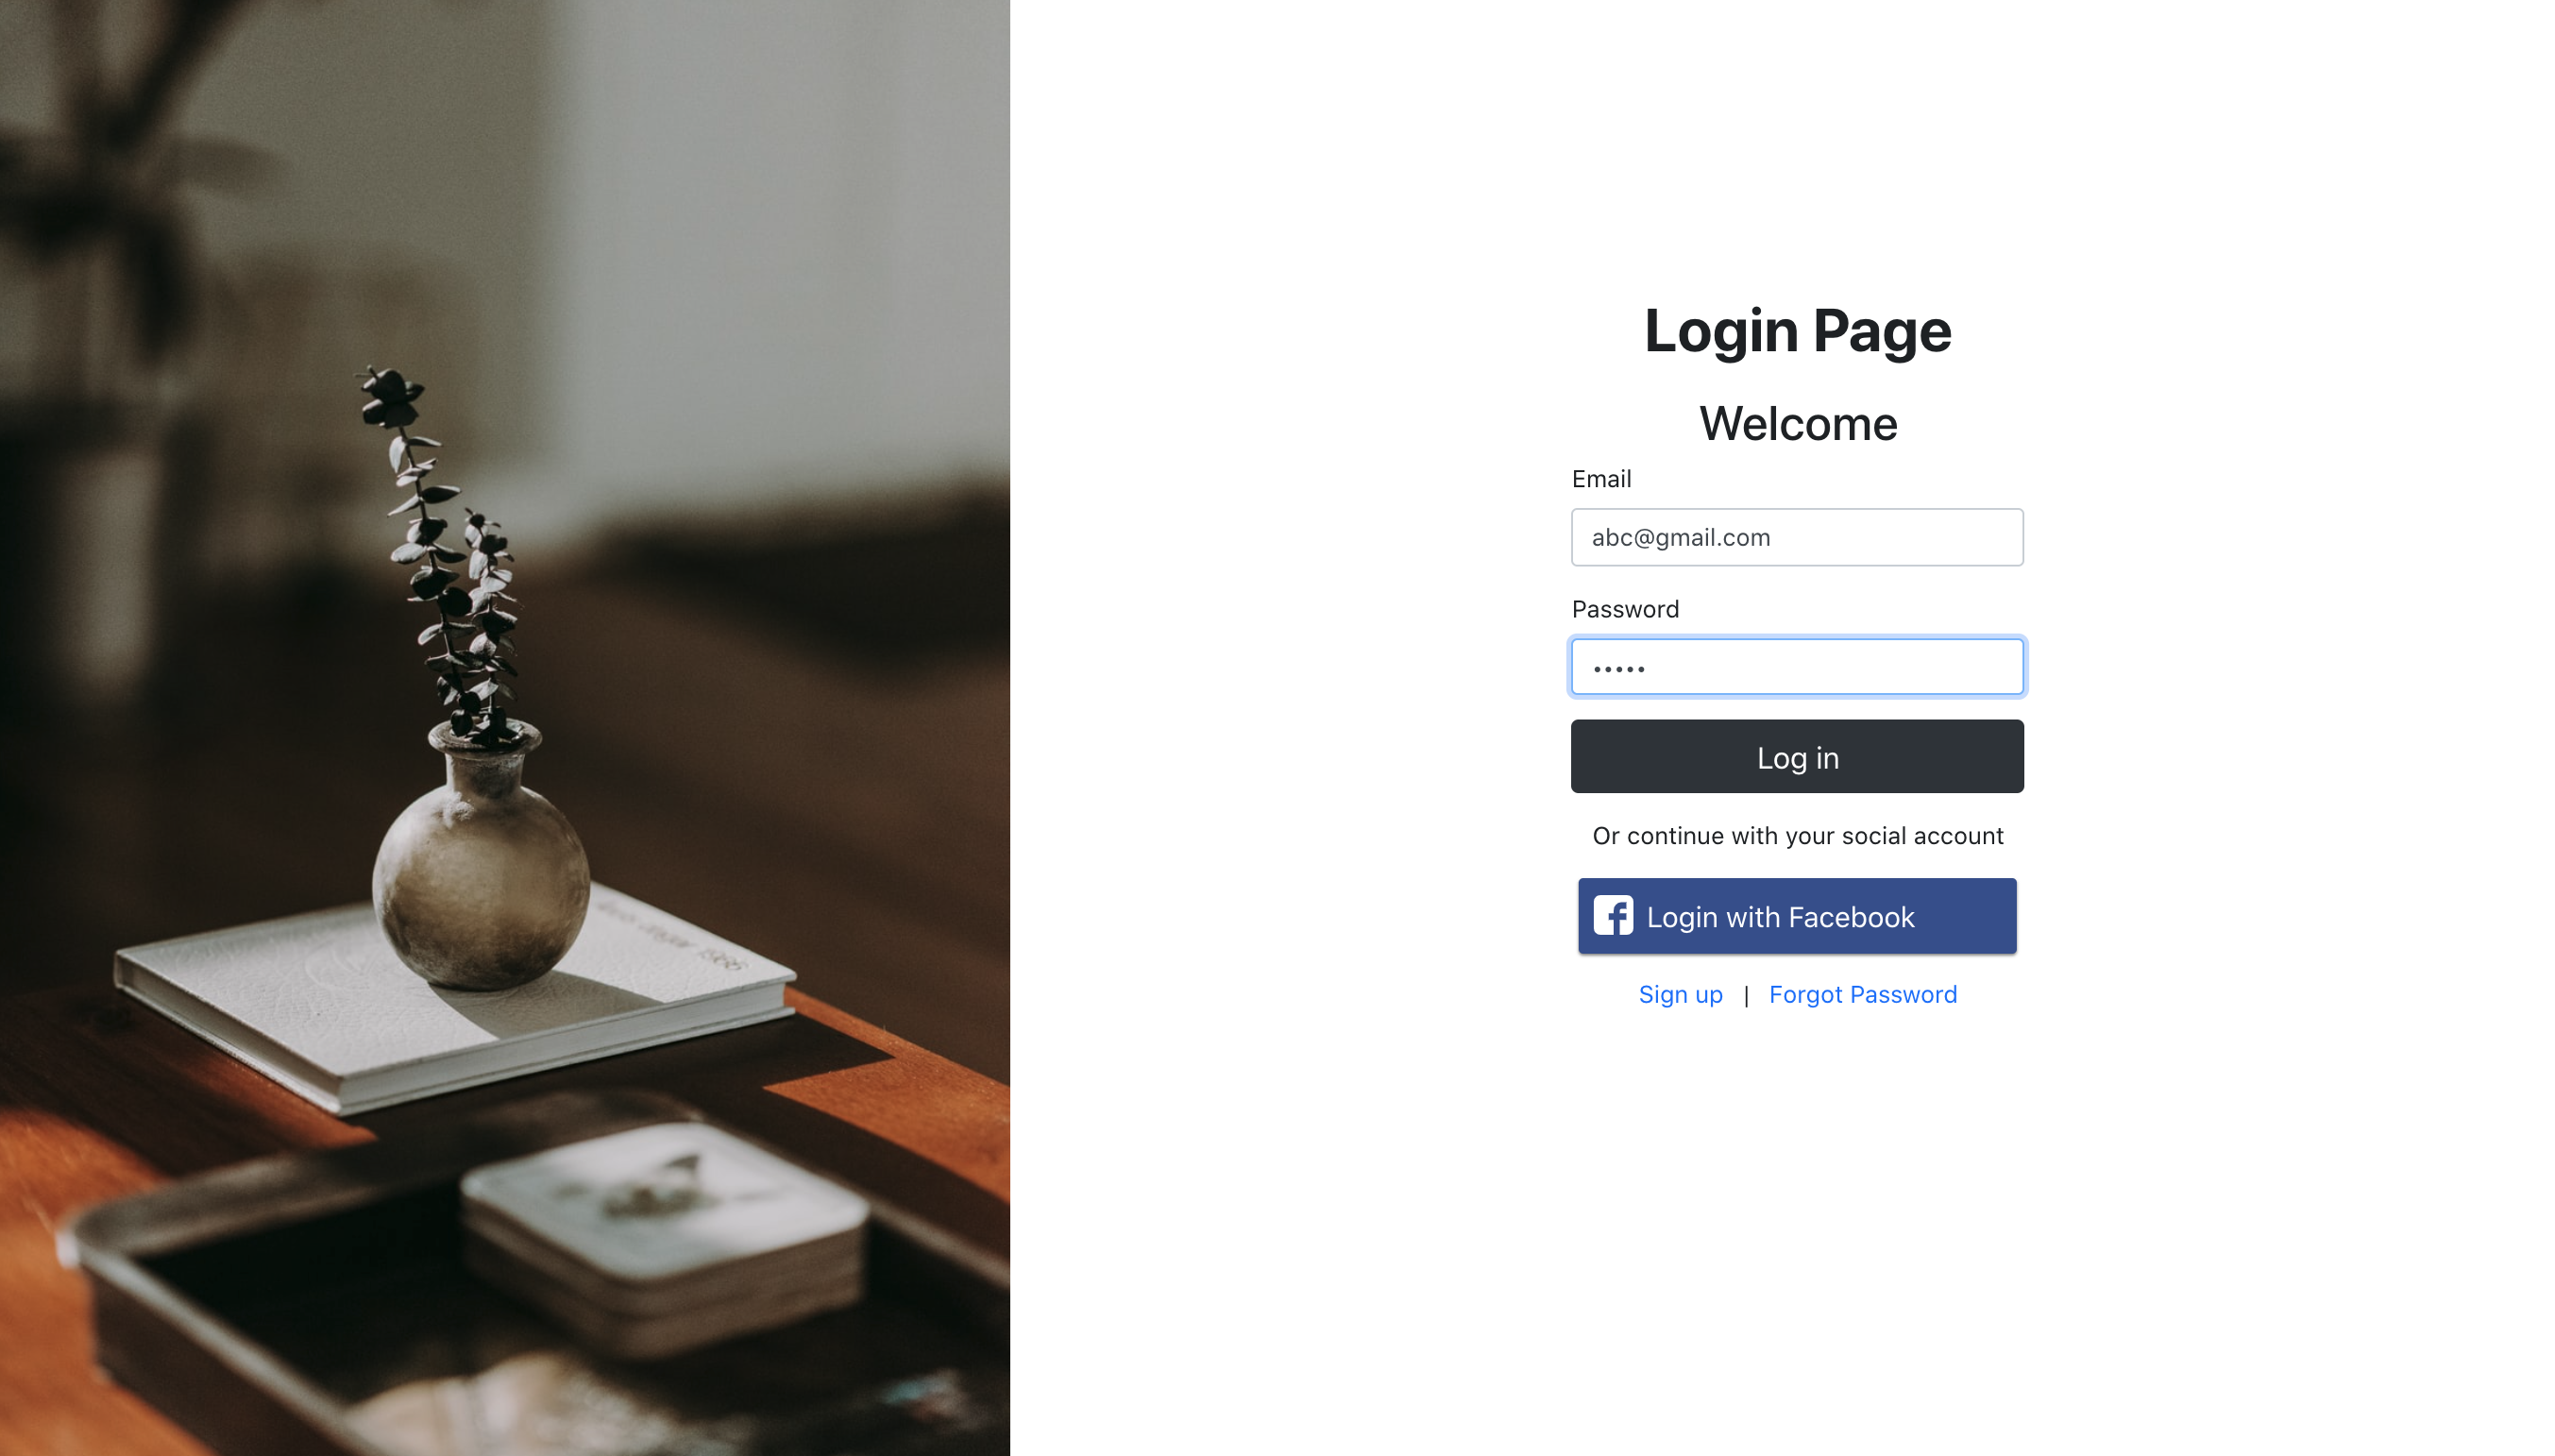 Login Page
Welcome
Email
abc@gmail.com
Password
•••••
Log in
Or continue with your social account
Login with Facebook
Sign up | Forgot Password